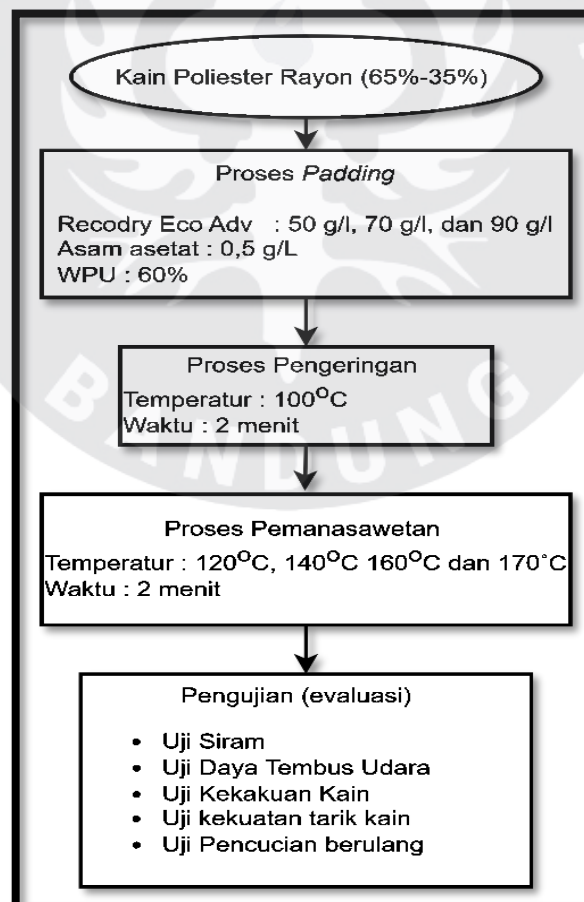 Kain Poliester Rayon (65%-35%)
Proses Padding
Recodry Eco Adv : 50 g/l, 70 g/l, dan 90 g/l
Asam asetat : 0,5 g/L
WPU : 60%
Proses Pengeringan
Temperatur : 100°C
Waktu : 2 menit
Proses Pemanasawetan
Temperatur : 120°C, 140°C 160°C dan 170˚C
Waktu : 2 menit
Pengujian (evaluasi)
• Uji Siram
• Uji Daya Tembus Udara
• Uji Kekakuan Kain
• Uji kekuatan tarik kain
• Uji Pencucian berulang
BANDUNG